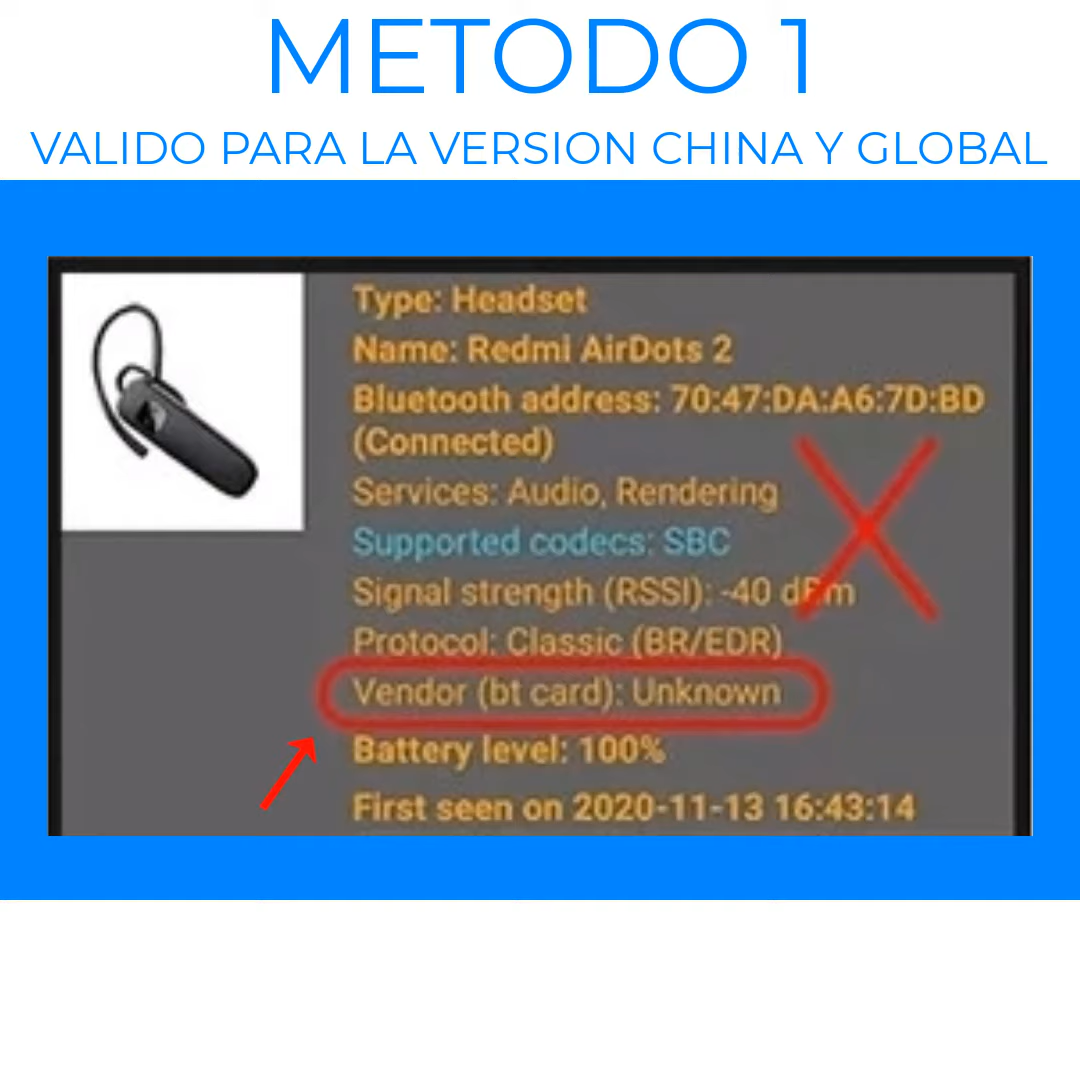 METODO 1
VALIDO PARA LA VERSION CHINA Y GLOBAL
Type: Headset
Name: Redmi AirDots 2
Bluetooth address: 70:47:DA:A6:7D:BD
(Connected)
Services: Audio, Rendering
Supported codecs: SBC
Signal strength (RSSI): -40 dBm
Protocol: Classic (BR/EDR)
Vendor (bt card): Unknown
Battery level: 100%
First seen on 2020-11-13 16:43:14